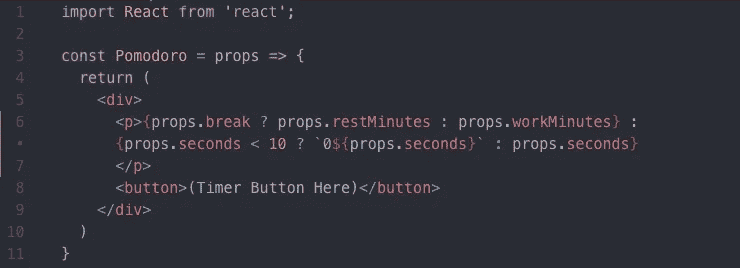 1 import React from 'react';
2
3 const Pomodoro = props => {
4 return (
5 <div>
6 <p>{props.break ? props.restMinutes : props.workMinutes} :
• {props.seconds < 10 ? `0${props.seconds}` : props.seconds}
7 </p>
8 <button>(Timer Button Here)</button>
9 </div>
10 )
11 }